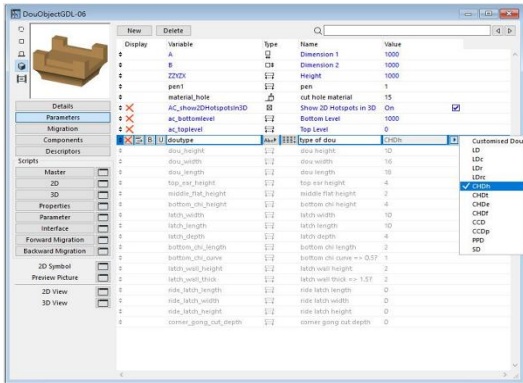 DouObjectGDL-06
New Delete
Display Variable Type Name Value
A Dimension 1 1000
B Dimension 2 1000
ZZYZX Height 1000
pen1 pen 1
material_hole cut hole material 15
AC_show2DHotspotsIn3D Show 2D Hotspots in 3D On
ac_bottomlevel Bottom Level 1000
ac_toplevel Top Level 0
B U doutype Abc type of dou CHDh
dou_height dou height 10
dou_width dou width 16
dou_length dou length 16
top_ear_height top ear height 4
middle_flat_height middle flat height 2
bottom_chi_height bottom chi height 4
latch_width latch width 10
latch_length latch length 10
latch_depth latch depth 4
bottom_chi_length bottom chi length 2
bottom_chi_curve bottom chi curve => 0.57 1
latch_wall_height latch wall height 2
latch_wall_thick latch wall thick => 1.57 2
ride_latch_length ride latch length 0
ride_latch_width ride latch width 0
ride_latch_height ride latch height 0
corner_gong_cut_depth corner gong cut depth 0
Customised Dou
LD
LDc
LDr
LDrc
CHDh
CHDt
CHDe
CHDf
CCD
CCDp
PPD
SD
Details
Parameters
Migration
Components
Descriptors
Scripts
Master
2D
3D
Properties
Parameter
Interface
Forward Migration
Backward Migration
2D Symbol
Preview Picture
2D View
3D View